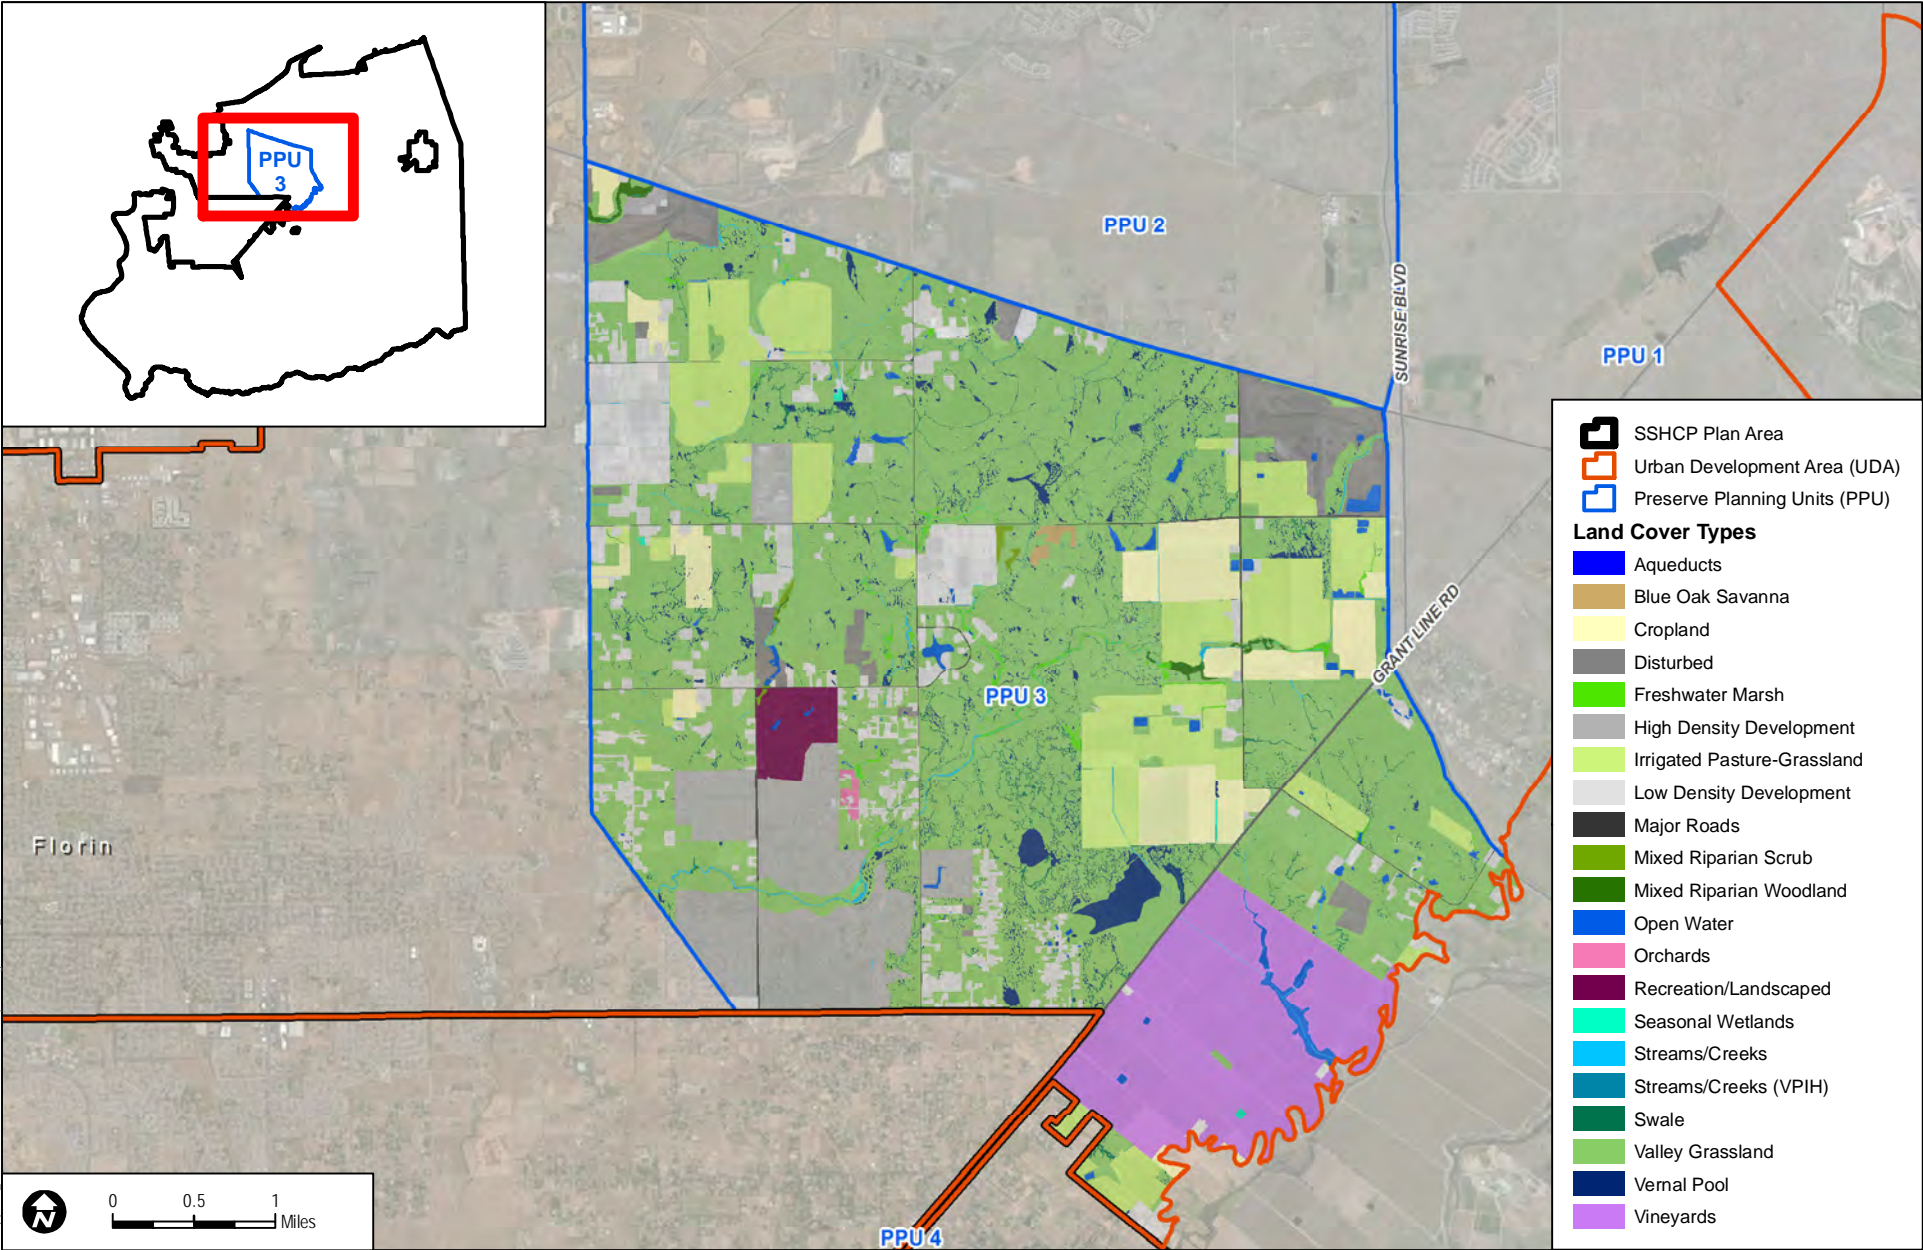 PPU
3
PPU 2
SUNRISE BLVD
PPU 1
GRANT LINE RD
PPU 3
Florin
PPU 4
SSHCP Plan Area
Urban Development Area (UDA)
Preserve Planning Units (PPU)
Land Cover Types
Aqueducts
Blue Oak Savanna
Cropland
Disturbed
Freshwater Marsh
High Density Development
Irrigated Pasture-Grassland
Low Density Development
Major Roads
Mixed Riparian Scrub
Mixed Riparian Woodland
Open Water
Orchards
Recreation/Landscaped
Seasonal Wetlands
Streams/Creeks
Streams/Creeks (VPIH)
Swale
Valley Grassland
Vernal Pool
Vineyards
N
0 0.5 1
Miles